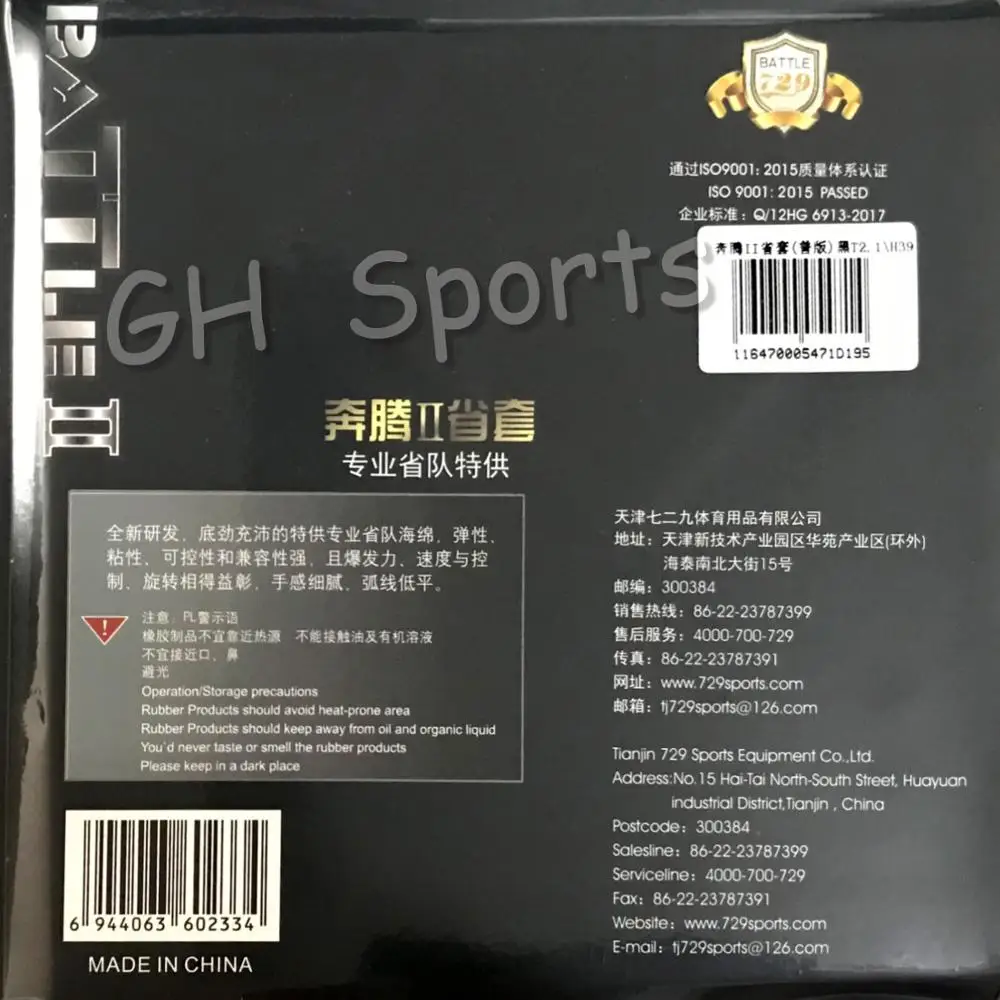 BATTLE II
BATTLE
729
通过ISO9001: 2015质量体系认证
ISO 9001: 2015 PASSED
企业标准：Q/12HG 6913-2017
奔腾II省套(普版)黑T2.1\H39
116470005471D195
GH Sports
奔腾II省套
专业省队特供
全新研发，底劲充沛的特供专业省队海绵，弹性、
粘性、可控性和兼容性强，且爆发力、速度与控
制、旋转相得益彰，手感细腻，弧线低平。
注意：PL警示语
橡胶制品不宜靠近热源 不能接触油及有机溶液
不宜接近口、鼻
避光
Operation/Storage precautions
Rubber Products should avoid heat-prone area
Rubber Products should keep away from oil and organic liquid
You'd never taste or smell the rubber products
Please keep in a dark place
6 944063 602334
MADE IN CHINA
天津七二九体育用品有限公司
地址：天津新技术产业园区华苑产业区(环外)
海泰南北大街15号
邮编：300384
销售热线：86-22-23787399
售后服务：4000-700-729
传真：86-22-23787391
网址：www.729sports.com
邮箱：tj729sports@126.com
Tianjin 729 Sports Equipment Co.,Ltd.
Address:No.15 Hai-Tai North-South Street, Huayuan
industrial District,Tianjin , China
Postcode：300384
Salesline：86-22-23787399
Serviceline：4000-700-729
Fax：86-22-23787391
Website：www.729sports.com
E-mail：tj729sports@126.com